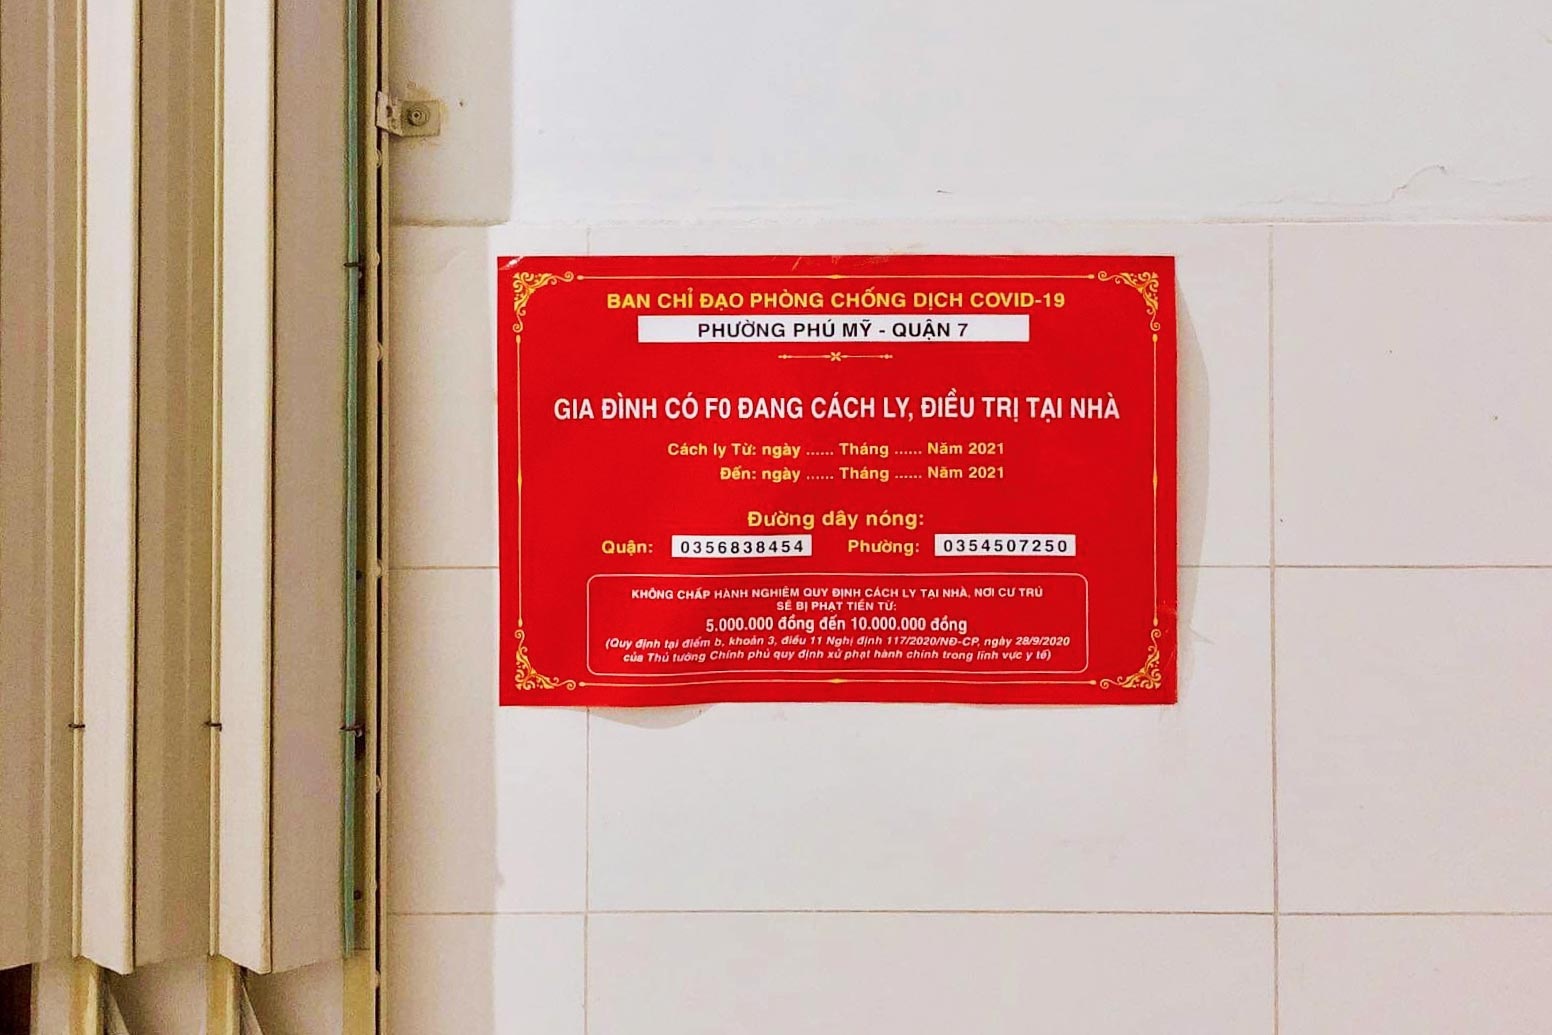 BAN CHỈ ĐẠO PHÒNG CHỐNG DỊCH COVID-19
PHƯỜNG PHÚ MỸ - QUẬN 7
GIA ĐÌNH CÓ F0 ĐANG CÁCH LY, ĐIỀU TRỊ TẠI NHÀ
Cách ly Từ: ngày ...... Tháng ...... Năm 2021
Đến: ngày ...... Tháng ...... Năm 2021
Đường dây nóng:
Quận: 0356838454 Phường: 0354507250
KHÔNG CHẤP HÀNH NGHIÊM QUY ĐỊNH CÁCH LY TẠI NHÀ, NƠI CƯ TRÚ
SẼ BỊ PHẠT TIỀN TỪ:
5.000.000 đồng đến 10.000.000 đồng
(Quy định tại điểm b, khoản 3, điều 11 Nghị định 117/2020/NĐ-CP, ngày 28/9/2020
của Thủ tướng Chính phủ quy định xử phạt hành chính trong lĩnh vực y tế)